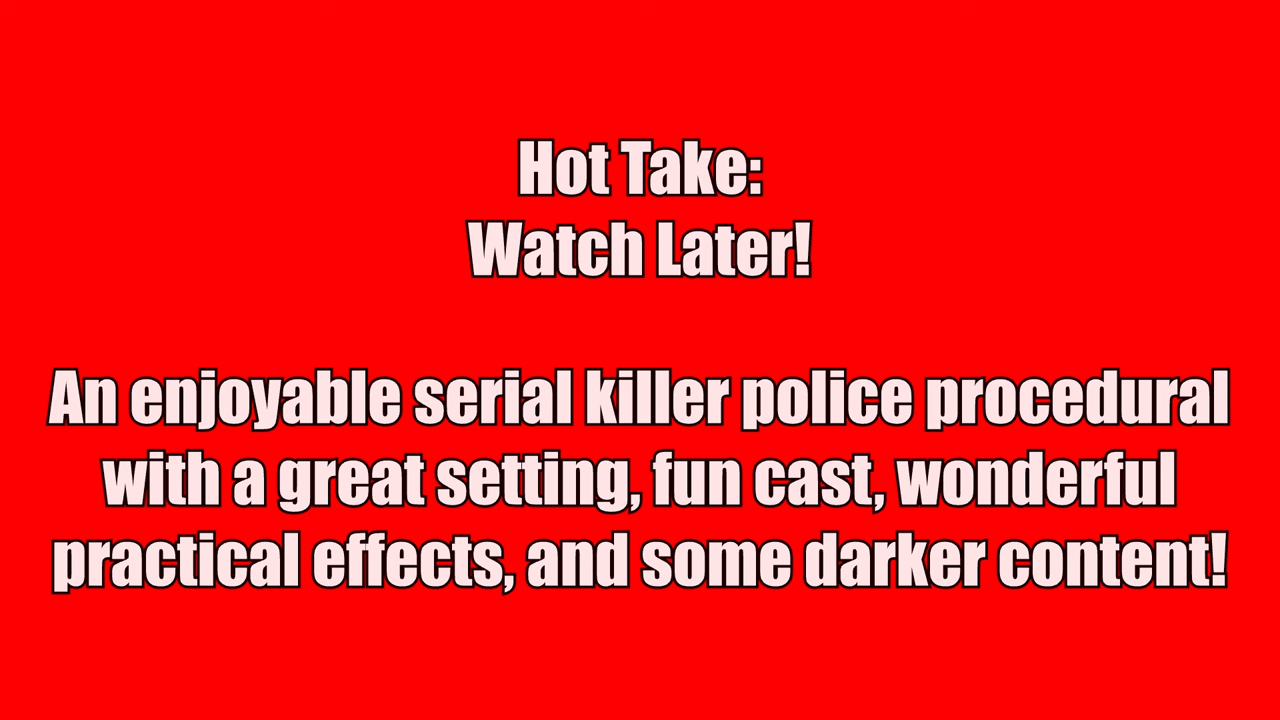 Hot Take:
Watch Later!
An enjoyable serial killer police procedural
with a great setting, fun cast, wonderful
practical effects, and some darker content!